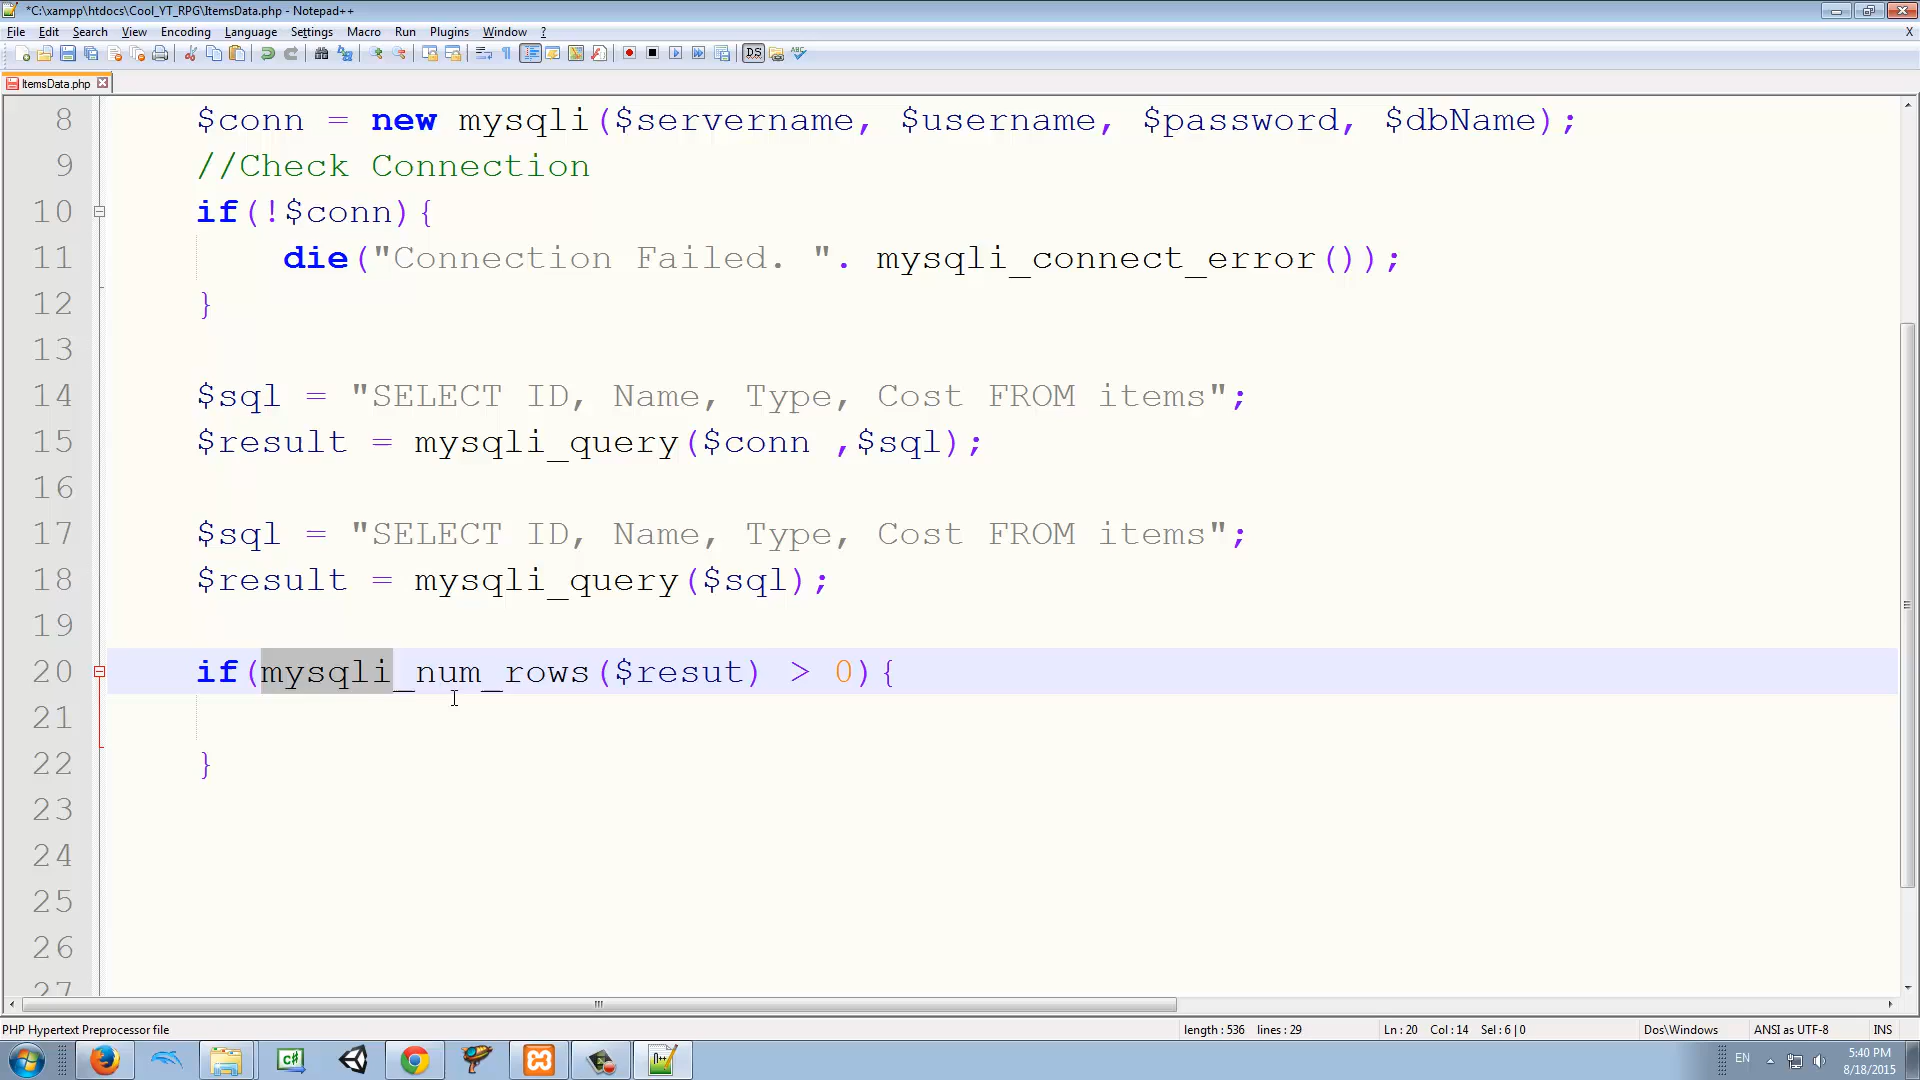 *C:\xampp\htdocs\Cool_YT_RPG\ItemsData.php - Notepad++
File Edit Search View Encoding Language Settings Macro Run Plugins Window ? X
ItemsData.php
8 $conn = new mysqli($servername, $username, $password, $dbName);
9 //Check Connection
10 if(!$conn){
11 die("Connection Failed. ". mysqli_connect_error());
12 }
13
14 $sql = "SELECT ID, Name, Type, Cost FROM items";
15 $result = mysqli_query($conn ,$sql);
16
17 $sql = "SELECT ID, Name, Type, Cost FROM items";
18 $result = mysqli_query($sql);
19
20 if(mysqli_num_rows($resut) > 0){
21
22 }
23
24
25
26
27
PHP Hypertext Preprocessor file length : 536 lines : 29 Ln : 20 Col : 14 Sel : 6 | 0 Dos\Windows ANSI as UTF-8 INS
EN 5:40 PM
8/18/2015